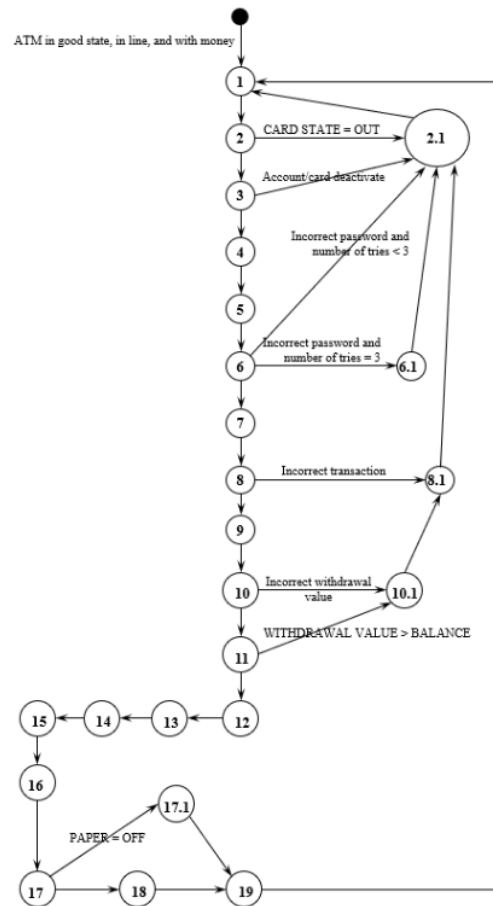 ATM in good state, in line, and with money
1
2
CARD STATE = OUT
2.1
3
Account/card deactivate
4
Incorrect password and
number of tries < 3
5
Incorrect password and
number of tries = 3
6
6.1
7
8
Incorrect transaction
8.1
9
10
Incorrect withdrawal
value
10.1
11
WITHDRAWAL VALUE > BALANCE
15
14
13
12
16
17.1
PAPER = OFF
17
18
19